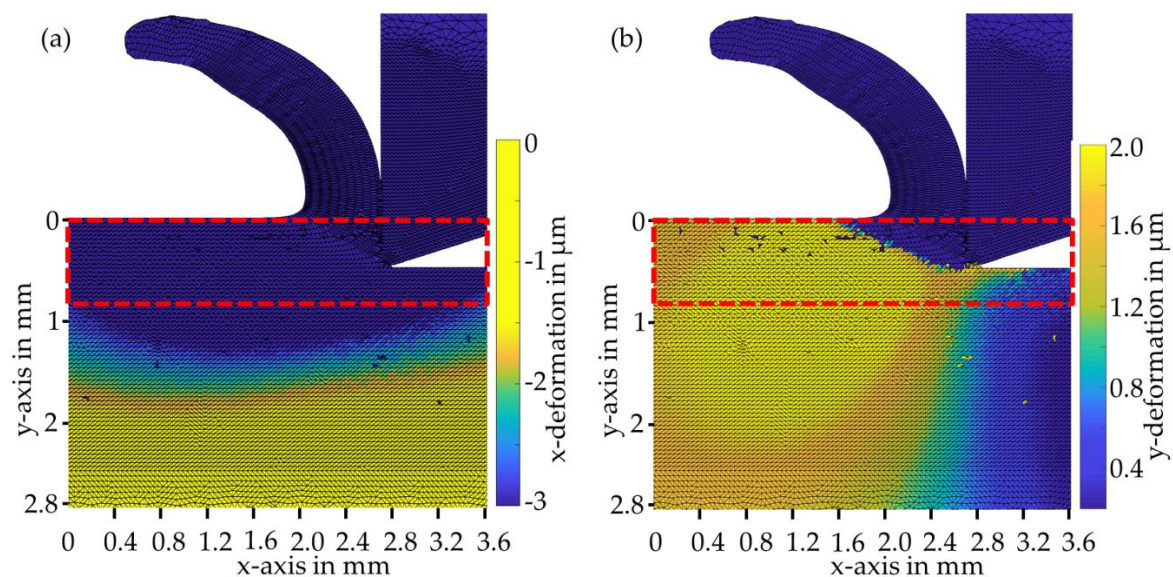 (a)
0
-1
-2
-3
x-deformation in µm
0
1
2
2.8
y-axis in mm
0 0.4 0.8 1.2 1.6 2.0 2.4 2.8 3.2 3.6
x-axis in mm
(b)
2.0
1.6
1.2
0.8
0.4
y-deformation in µm
0
1
2
2.8
y-axis in mm
0 0.4 0.8 1.2 1.6 2.0 2.4 2.8 3.2 3.6
x-axis in mm